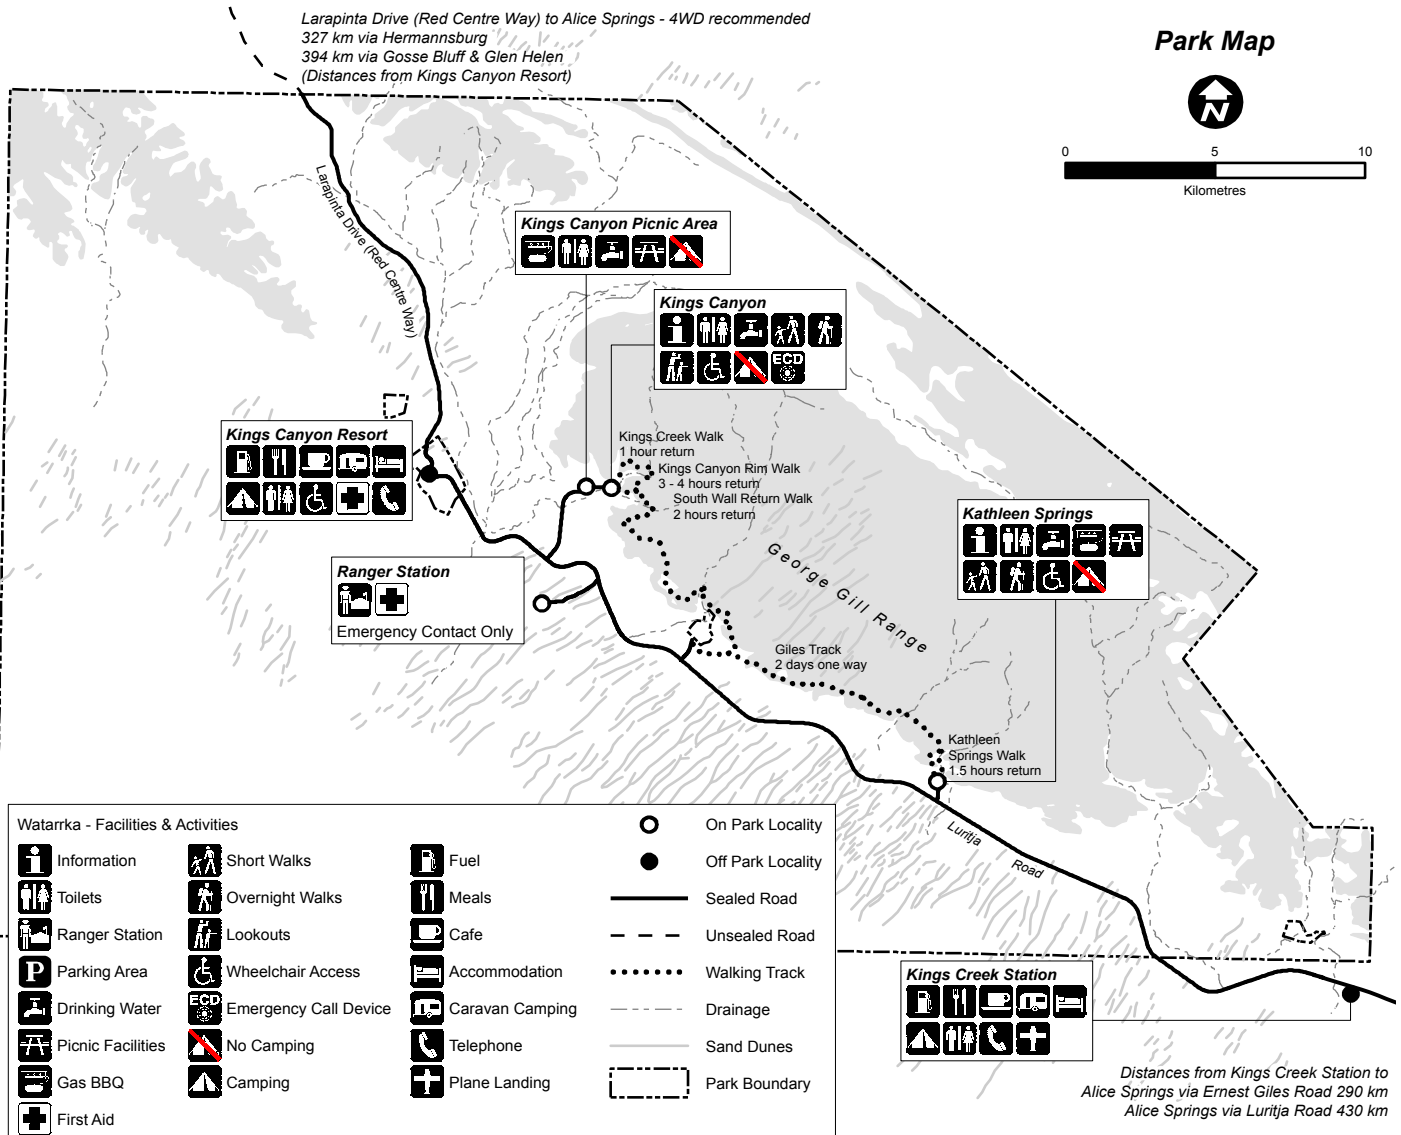 Larapinta Drive (Red Centre Way) to Alice Springs - 4WD recommended
327 km via Hermannsburg
394 km via Gosse Bluff & Glen Helen
(Distances from Kings Canyon Resort)
Park Map
N
0 5 10
Kilometres
Larapinta Drive (Red Centre Way)
Kings Canyon Picnic Area
Kings Canyon
ECD
Kings Canyon Resort
Kings Creek Walk
1 hour return
Kings Canyon Rim Walk
3 - 4 hours return
South Wall Return Walk
2 hours return
Kathleen Springs
Ranger Station
Emergency Contact Only
George Gill Range
Giles Track
2 days one way
Kathleen
Springs Walk
1.5 hours return
Luritja Road
Watarrka - Facilities & Activities
Information
Toilets
Ranger Station
P Parking Area
Drinking Water
Picnic Facilities
Gas BBQ
First Aid
Short Walks
Overnight Walks
Lookouts
Wheelchair Access
ECD Emergency Call Device
No Camping
Camping
Fuel
Meals
Cafe
Accommodation
Caravan Camping
Telephone
Plane Landing
On Park Locality
Off Park Locality
Sealed Road
Unsealed Road
Walking Track
Drainage
Sand Dunes
Park Boundary
Kings Creek Station
Distances from Kings Creek Station to
Alice Springs via Ernest Giles Road 290 km
Alice Springs via Luritja Road 430 km